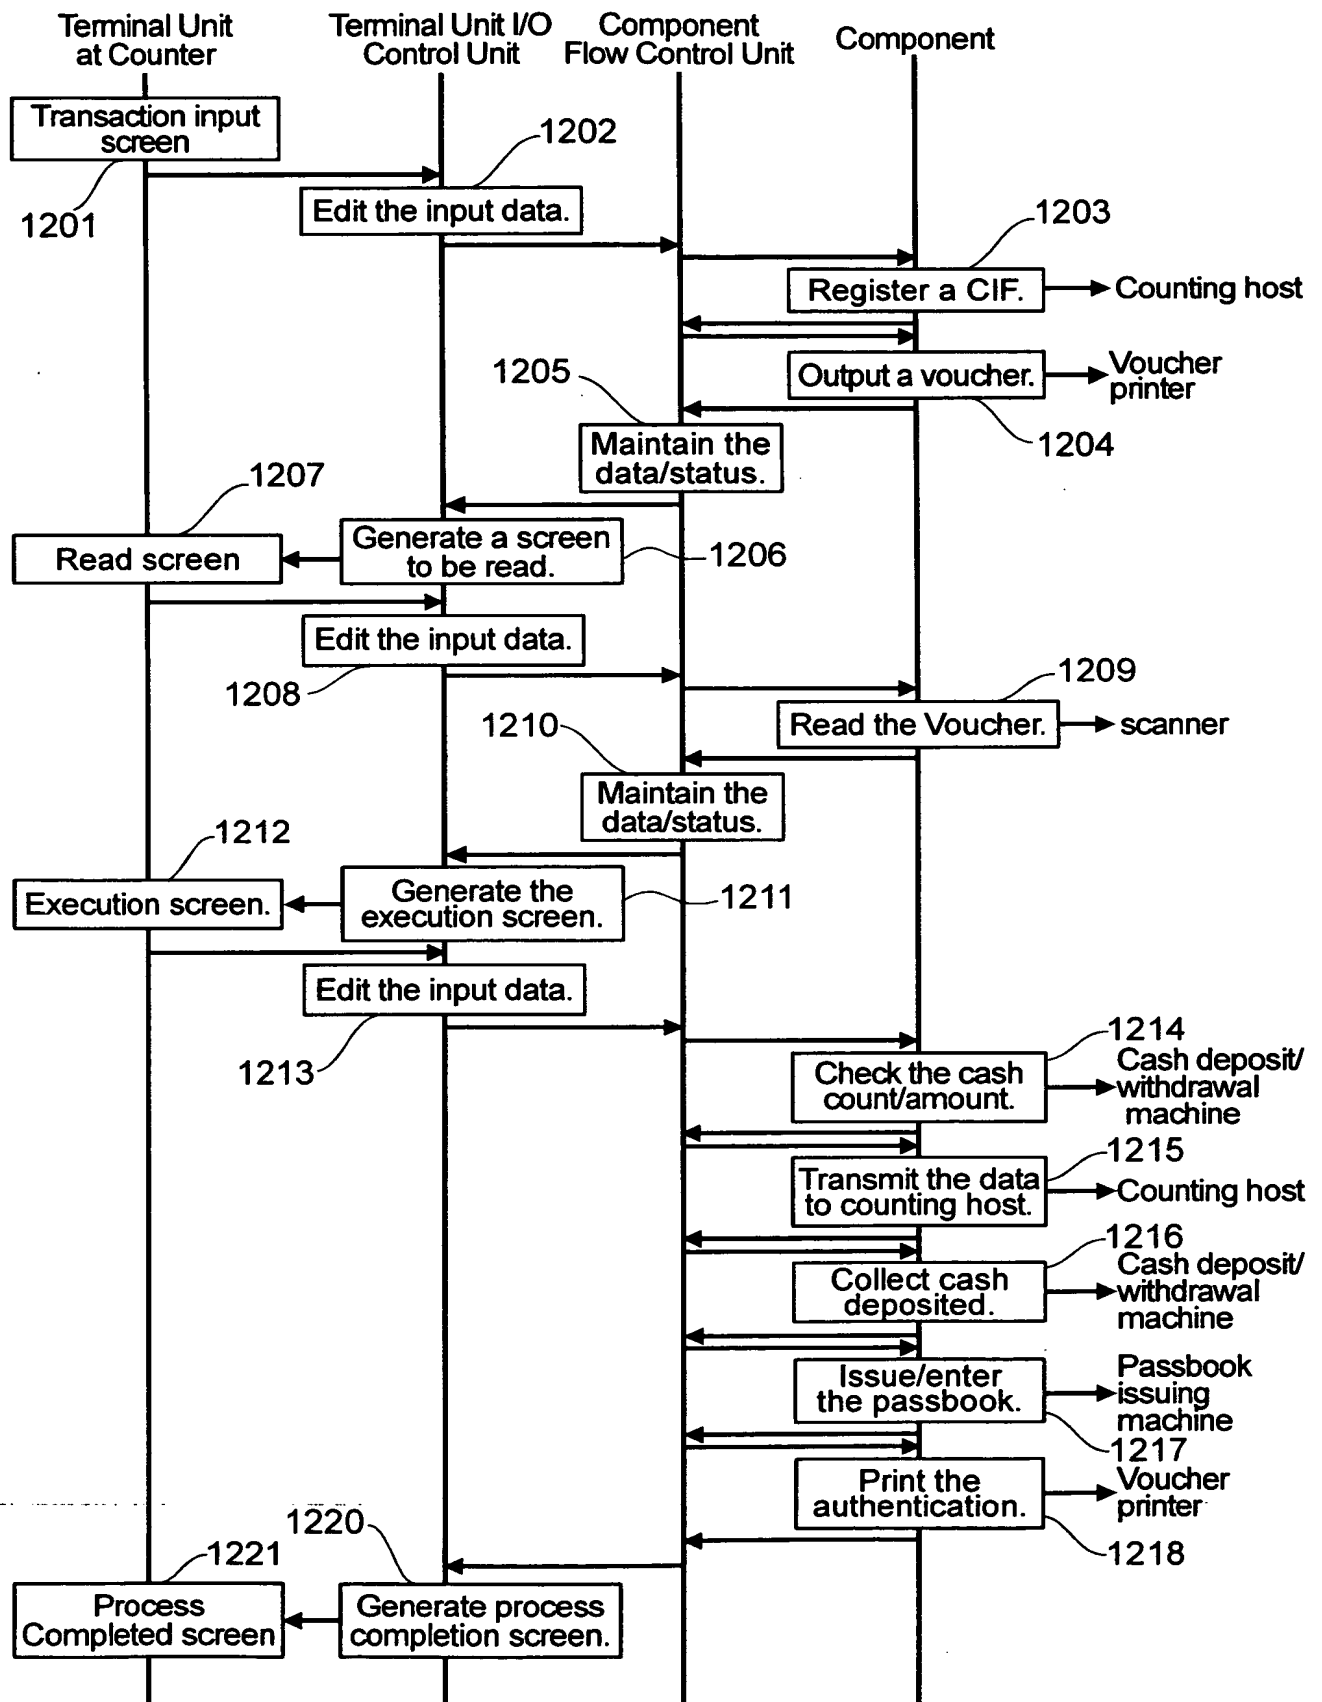 Terminal Unit
at Counter
Terminal Unit I/O
Control Unit
Component
Flow Control Unit
Component
Transaction input
screen
1201
1202
Edit the input data.
1203
Register a CIF.
Counting host
1205
Output a voucher.
Voucher
printer
1204
Maintain the
data/status.
1207
Read screen
Generate a screen
to be read.
1206
Edit the input data.
1208
1209
Read the Voucher.
scanner
1210
Maintain the
data/status.
1212
Execution screen.
Generate the
execution screen.
1211
Edit the input data.
1213
1214
Check the cash
count/amount.
Cash deposit/
withdrawal
machine
1215
Transmit the data
to counting host.
Counting host
1216
Collect cash
deposited.
Cash deposit/
withdrawal
machine
Issue/enter
the passbook.
Passbook
issuing
machine
1217
Print the
authentication.
Voucher
printer
1218
1220
1221
Process
Completed screen
Generate process
completion screen.